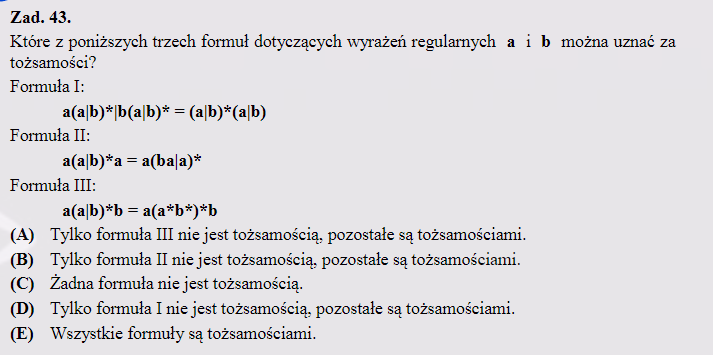 Zad. 43.
Które z poniższych trzech formuł dotyczących wyrażeń regularnych a i b można uznać za
tożsamości?
Formuła I:
a(a|b)*|b(a|b)* = (a|b)*(a|b)
Formuła II:
a(a|b)*a = a(ba|a)*
Formuła III:
a(a|b)*b = a(a*b*)*b
(A) Tylko formuła III nie jest tożsamością, pozostałe są tożsamościami.
(B) Tylko formuła II nie jest tożsamością, pozostałe są tożsamościami.
(C) Żadna formuła nie jest tożsamością.
(D) Tylko formuła I nie jest tożsamością, pozostałe są tożsamościami.
(E) Wszystkie formuły są tożsamościami.